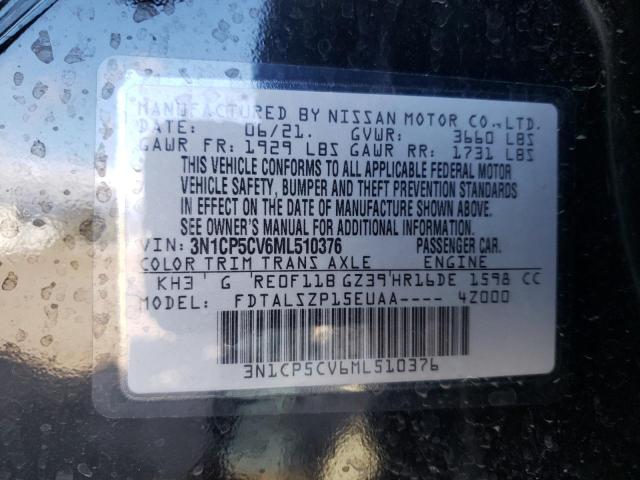 MANUFACTURED BY NISSAN MOTOR CO.,LTD.
DATE: 06/21. GVWR: 3660 LBS
GAWR FR: 1929 LBS GAWR RR: 1731 LBS
THIS VEHICLE CONFORMS TO ALL APPLICABLE FEDERAL MOTOR
VEHICLE SAFETY, BUMPER AND THEFT PREVENTION STANDARDS
IN EFFECT ON THE DATE OF MANUFACTURE SHOWN ABOVE.
SEE OWNER'S MANUAL FOR ADDITIONAL INFORMATION.
VIN: 3N1CP5CV6ML510376 PASSENGER CAR.
COLOR TRIM TRANS AXLE ENGINE
KH3 G RE0F11B GZ39 HR16DE 1598 CC
MODEL: FDTALSZP15EUAA---- 4Z000
3N1CP5CV6ML510376